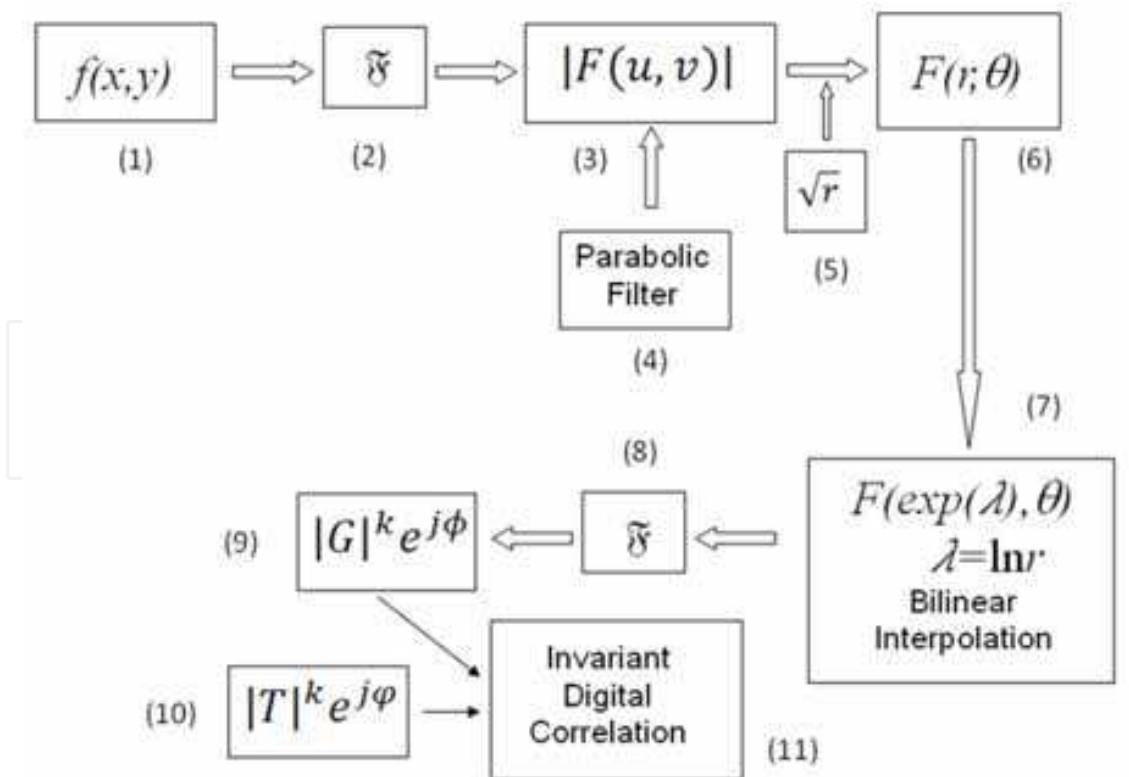 f(x,y)
(1)
𝔉
(2)
|F(u, v)|
(3)
Parabolic
Filter
(4)
√r
(5)
F(r,θ)
(6)
(7)
F(exp(λ),θ)
λ=lnr
Bilinear
Interpolation
(8)
𝔉
(9)
|G|^k e^{jϕ}
(10)
|T|^k e^{jφ}
Invariant
Digital
Correlation
(11)